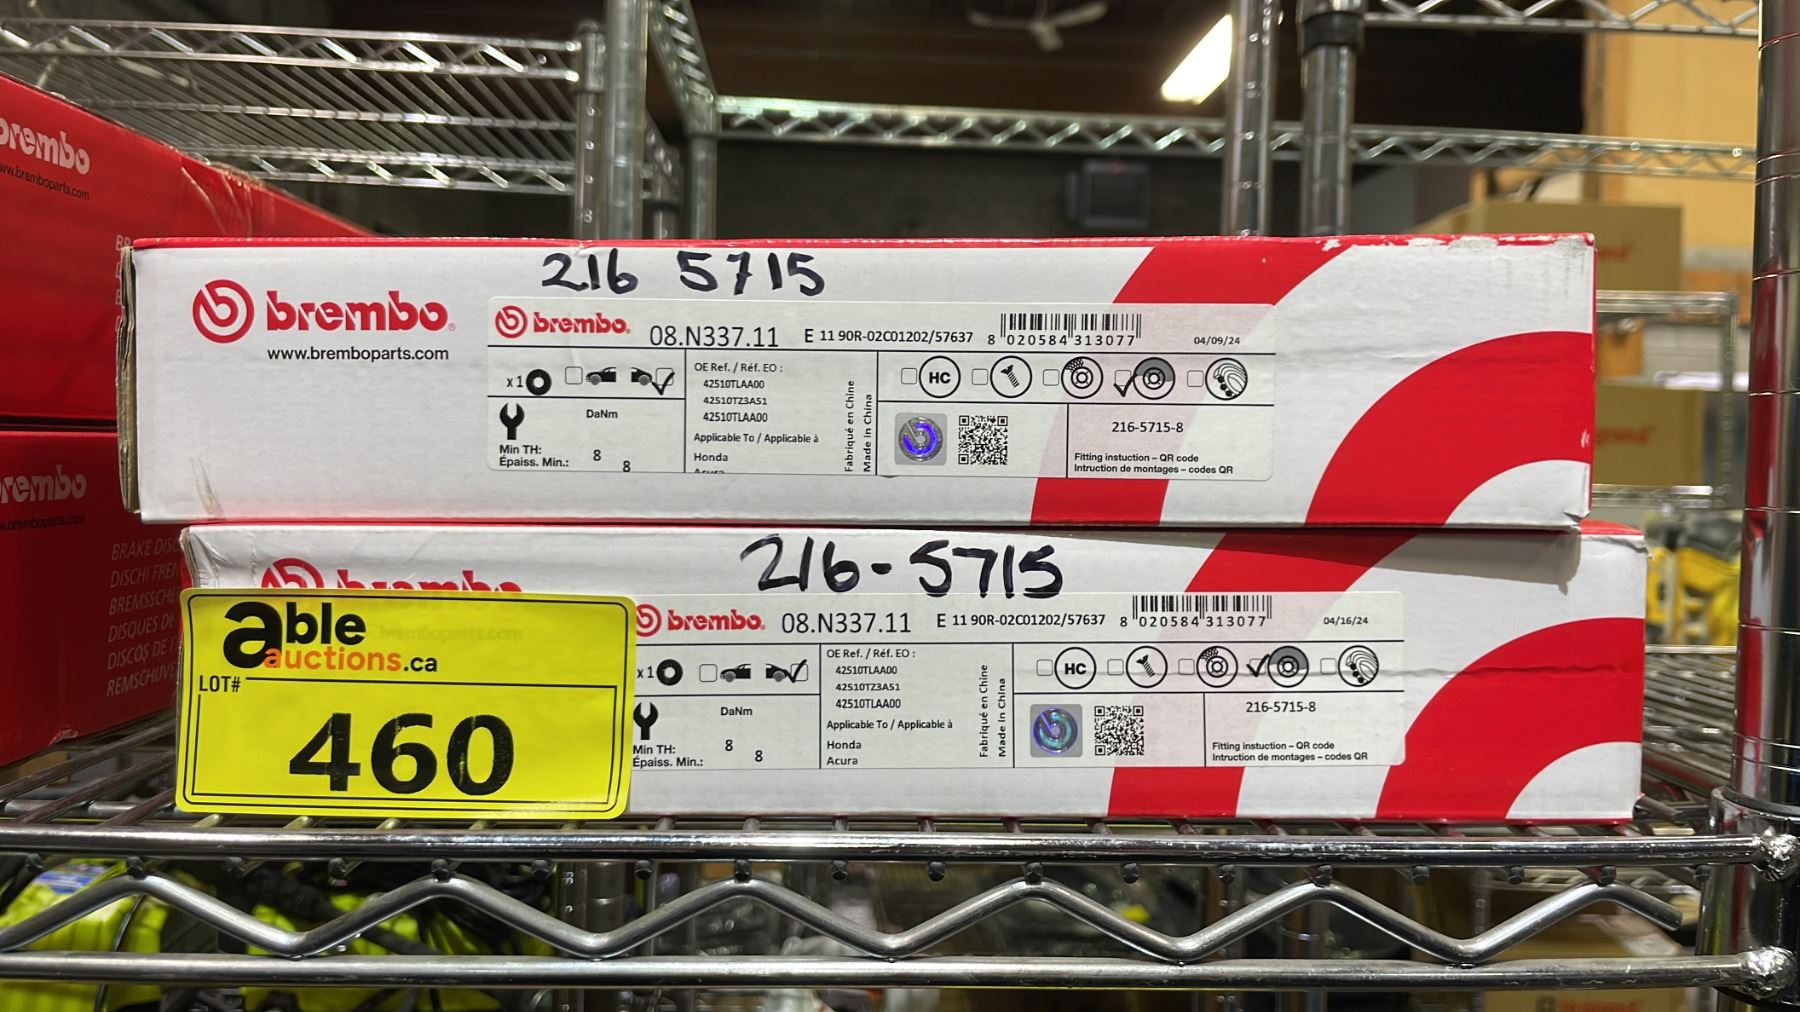 brembo
www.bremboparts.com
brembo
BRAKE DISC
DISCHI FREN
BREMSSCHE
DISQUES DE
DISCOS DE F
REMSCHIJVE
216 5715
brembo
www.bremboparts.com
brembo. 08.N337.11 E 11 90R-02C01202/57637 8 020584 313077 04/09/24
x1
OE Ref. / Réf. EO :
42510TLAA00
42510TZ3A51
42510TLAA00
Applicable To / Applicable à
Honda
Acura
DaNm
Min TH: 8
Épaiss. Min.: 8
Fabriqué en Chine
Made in China
HC
216-5715-8
Fitting instuction – QR code
Intruction de montages – codes QR
216-5715
brembo
brembo. 08.N337.11 E 11 90R-02C01202/57637 8 020584 313077 04/16/24
x1
OE Ref. / Réf. EO :
42510TLAA00
42510TZ3A51
42510TLAA00
Applicable To / Applicable à
Honda
Acura
DaNm
Min TH: 8
Épaiss. Min.: 8
Fabriqué en Chine
Made in China
HC
216-5715-8
Fitting instuction – QR code
Intruction de montages – codes QR
able
auctions.ca
LOT#
460